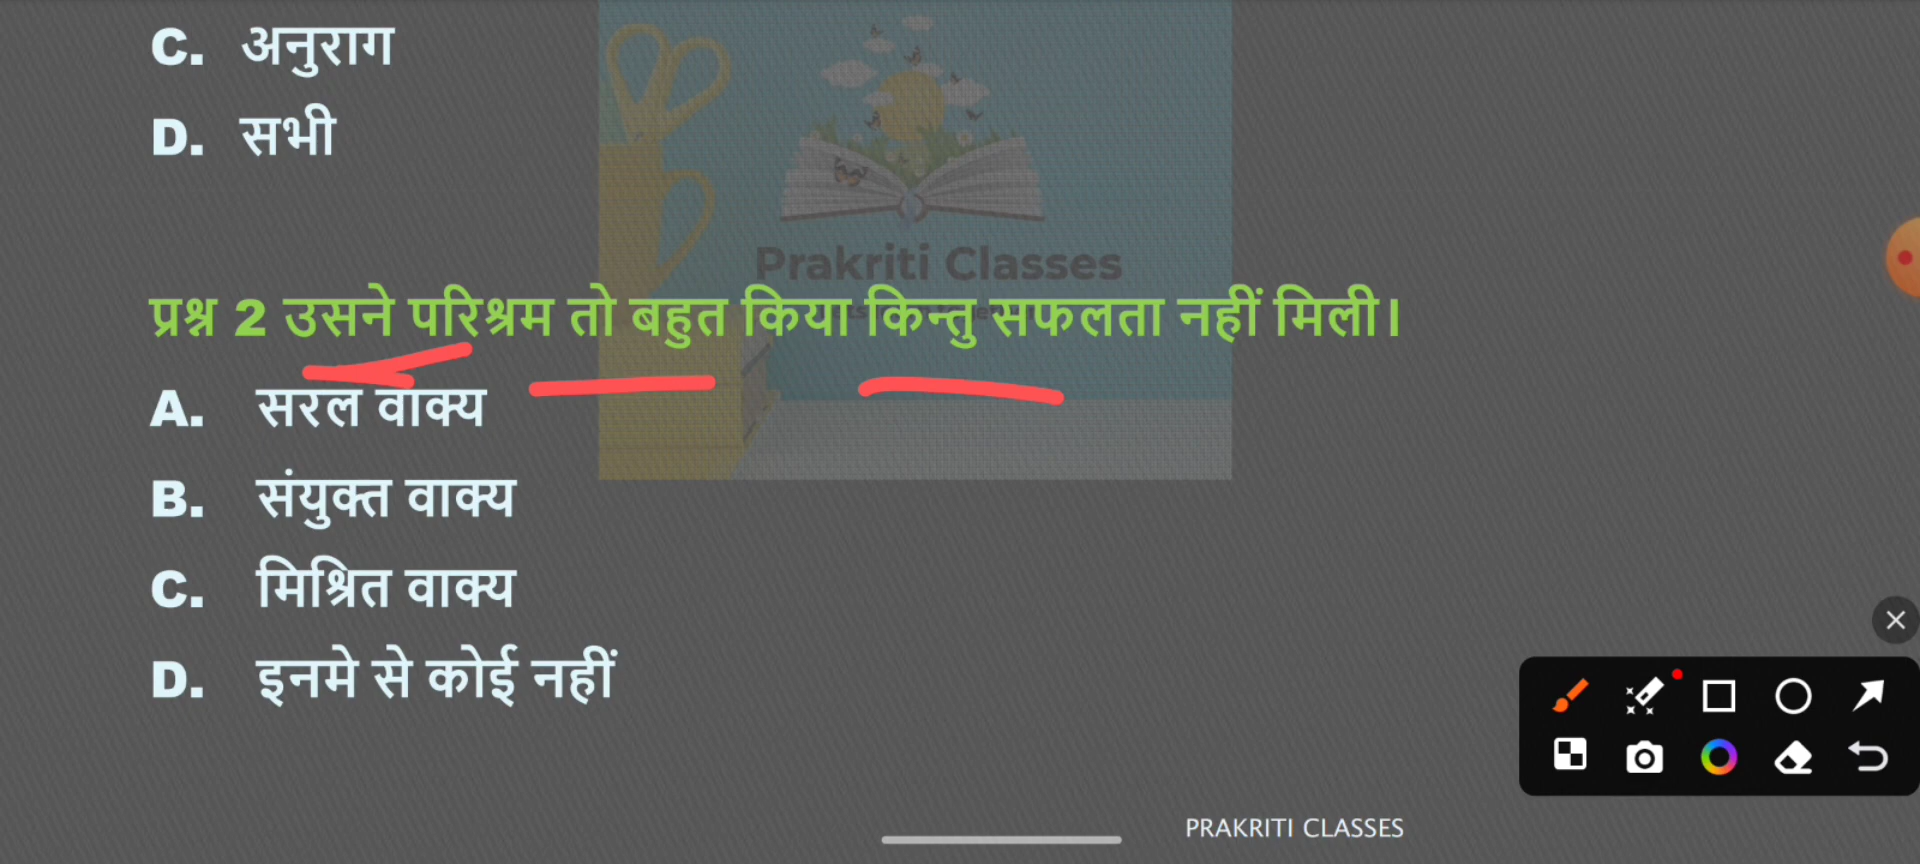 C. अनुराग
D. सभी
Prakriti Classes
प्रश्न 2 उसने परिश्रम तो बहुत किया किन्तु सफलता नहीं मिली।
A. सरल वाक्य
B. संयुक्त वाक्य
C. मिश्रित वाक्य
D. इनमे से कोई नहीं
PRAKRITI CLASSES